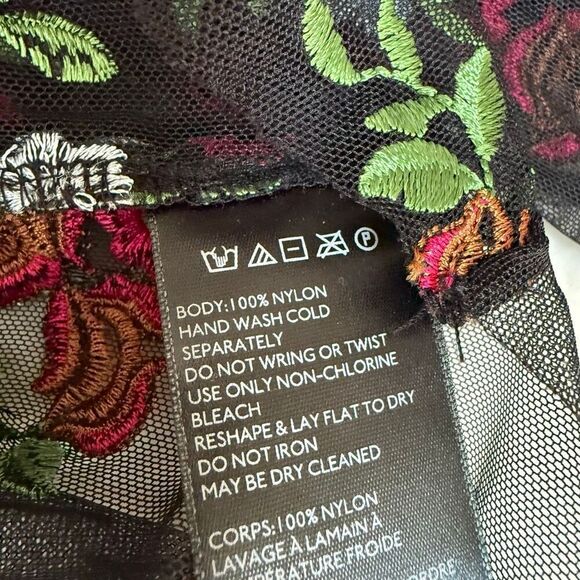 P
BODY:100% NYLON
HAND WASH COLD
SEPARATELY
DO NOT WRING OR TWIST
USE ONLY NON-CHLORINE
BLEACH
RESHAPE & LAY FLAT TO DRY
DO NOT IRON
MAY BE DRY CLEANED
CORPS:100% NYLON
LAVAGE À LAMAIN À